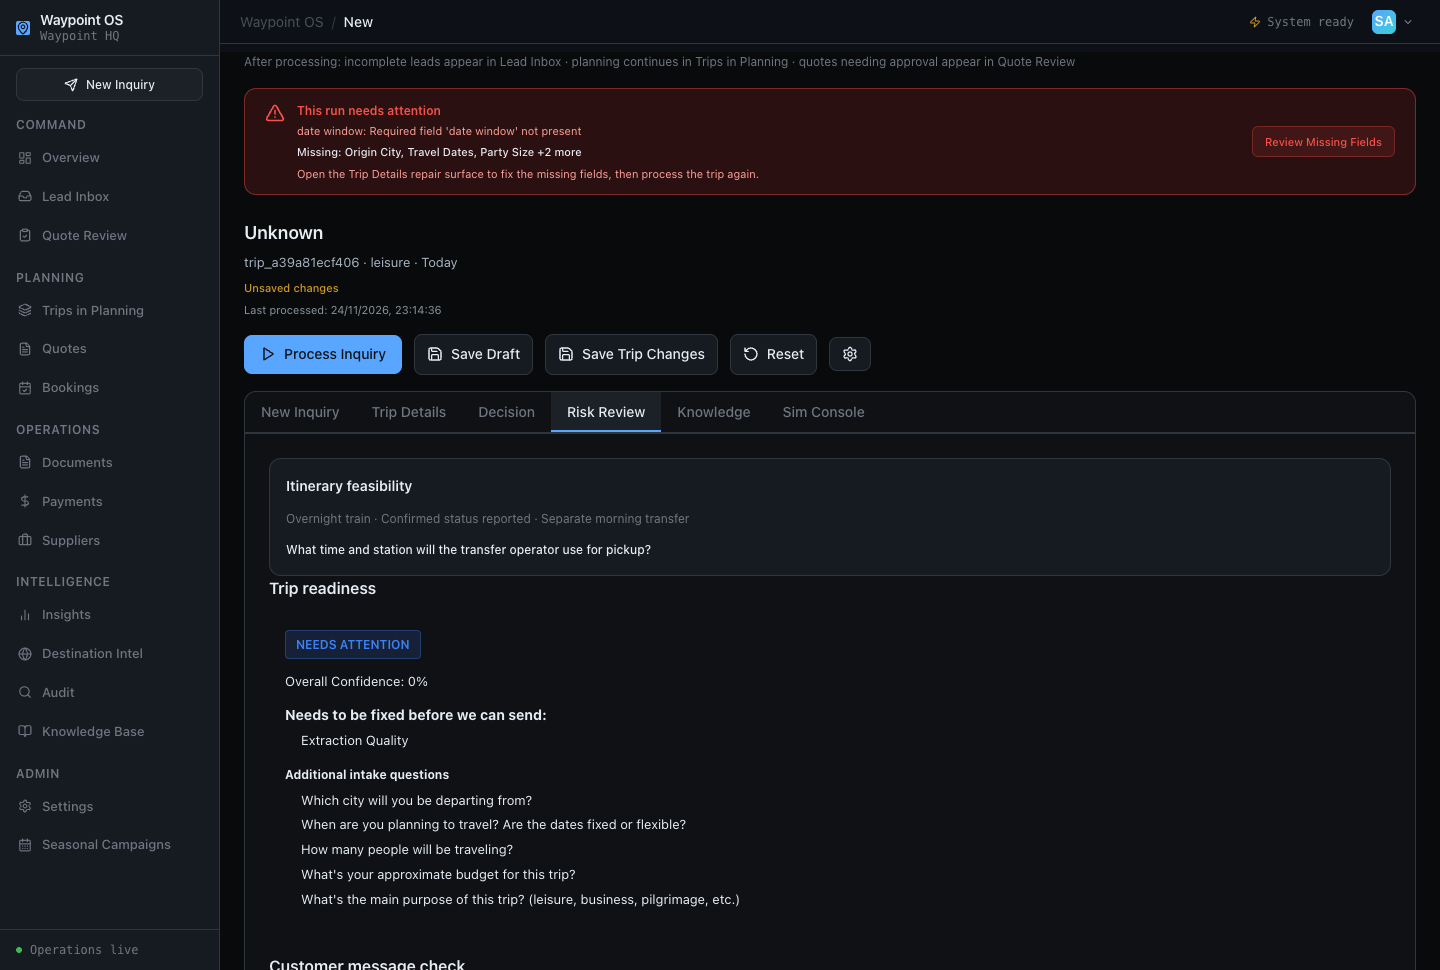 Waypoint OS
Waypoint HQ
New Inquiry
COMMAND
Overview
Lead Inbox
Quote Review
PLANNING
Trips in Planning
Quotes
Bookings
OPERATIONS
Documents
Payments
Suppliers
INTELLIGENCE
Insights
Destination Intel
Audit
Knowledge Base
ADMIN
Settings
Seasonal Campaigns
Operations live
Waypoint OS / New
System ready
SA
After processing: incomplete leads appear in Lead Inbox · planning continues in Trips in Planning · quotes needing approval appear in Quote Review
This run needs attention
date window: Required field 'date window' not present
Missing: Origin City, Travel Dates, Party Size +2 more
Open the Trip Details repair surface to fix the missing fields, then process the trip again.
Review Missing Fields
Unknown
trip_a39a81ecf406 · leisure · Today
Unsaved changes
Last processed: 24/11/2026, 23:14:36
Process Inquiry
Save Draft
Save Trip Changes
Reset
New Inquiry
Trip Details
Decision
Risk Review
Knowledge
Sim Console
Itinerary feasibility
Overnight train · Confirmed status reported · Separate morning transfer
What time and station will the transfer operator use for pickup?
Trip readiness
NEEDS ATTENTION
Overall Confidence: 0%
Needs to be fixed before we can send:
Extraction Quality
Additional intake questions
Which city will you be departing from?
When are you planning to travel? Are the dates fixed or flexible?
How many people will be traveling?
What's your approximate budget for this trip?
What's the main purpose of this trip? (leisure, business, pilgrimage, etc.)
Customer message check